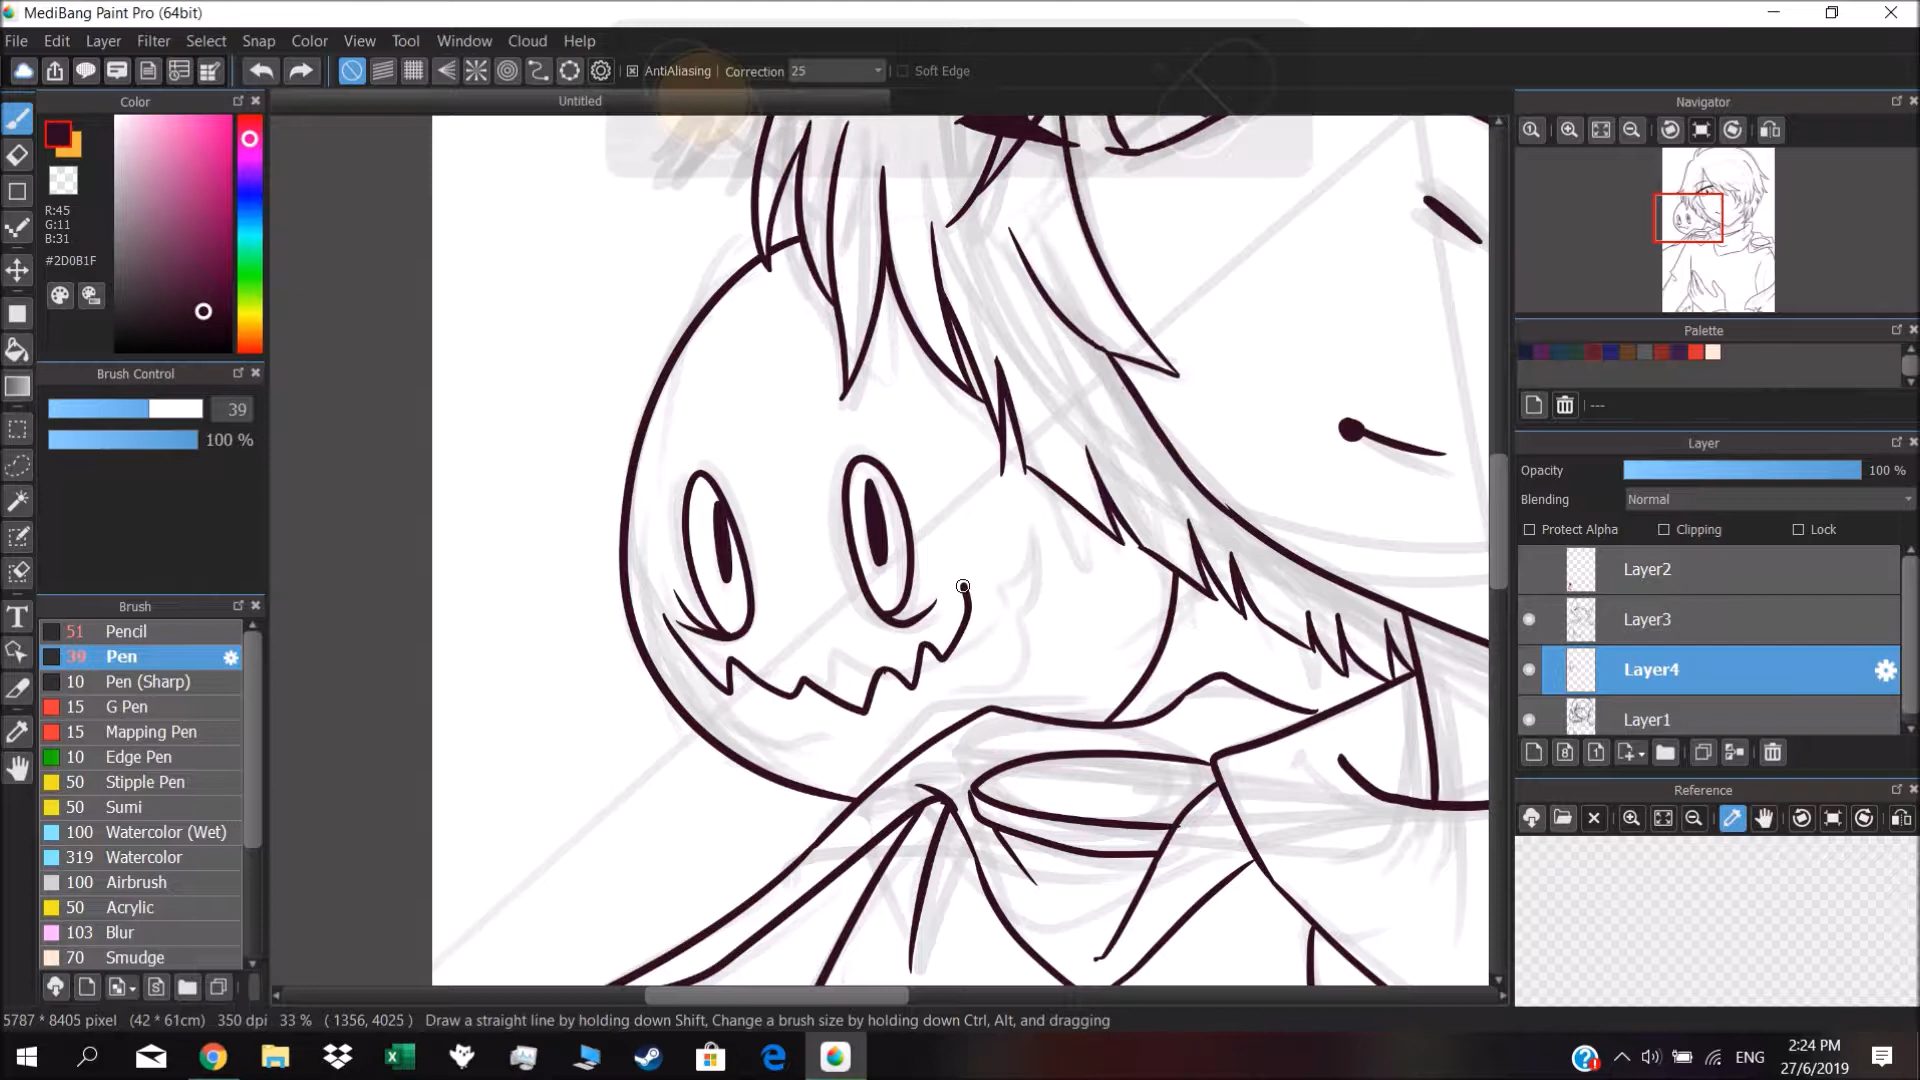 MediBang Paint Pro (64bit)
File Edit Layer Filter Select Snap Color View Tool Window Cloud Help
AntiAliasing Correction 25 Soft Edge
Untitled
Color
R:45
G:11
B:31
#2D0B1F
Brush Control
39
100 %
Brush
51 Pencil
39 Pen
10 Pen (Sharp)
15 G Pen
15 Mapping Pen
10 Edge Pen
50 Stipple Pen
50 Sumi
100 Watercolor (Wet)
319 Watercolor
100 Airbrush
50 Acrylic
103 Blur
70 Smudge
Navigator
Palette
---
Layer
Opacity 100 %
Blending Normal
Protect Alpha Clipping Lock
Layer2
Layer3
Layer4
Layer1
8 1
Reference
5787 * 8405 pixel (42 * 61cm) 350 dpi 33 % ( 1356, 4025 ) Draw a straight line by holding down Shift, Change a brush size by holding down Ctrl, Alt, and dragging
ENG
2:24 PM
27/6/2019